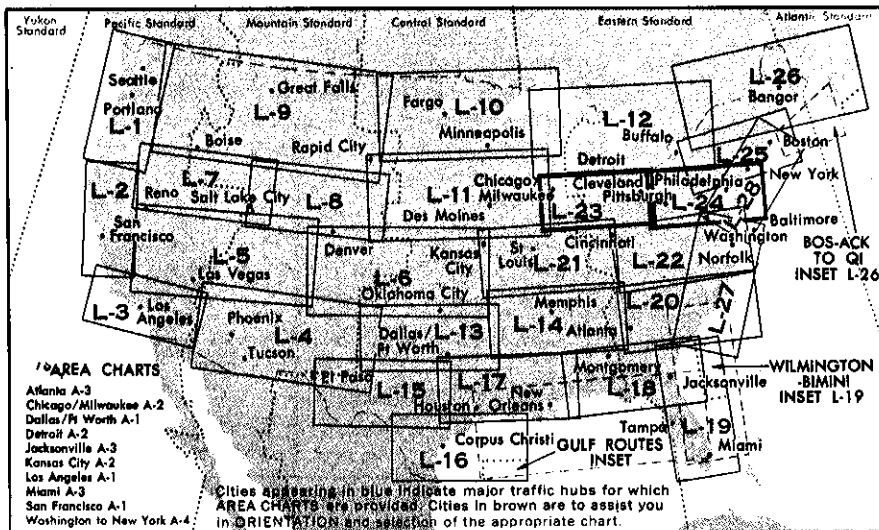 Yukon Standard
Pacific Standard
Mountain Standard
Central Standard
Eastern Standard
Atlantic Standard
Seattle
Portland
L-1
L-9
Great Falls
Boise
Rapid City
Fargo
L-10
Minneapolis
L-12
Buffalo
Detroit
L-26
Bangor
L-25
Boston
New York
L-2
San Francisco
L-7
Reno
Salt Lake City
L-8
Denver
L-11
Des Moines
Chicago/
Milwaukee
Cleveland
L-23
Pittsburgh
Philadelphia
L-24
L-28
Baltimore
Washington
Norfolk
BOS-ACK
TO QI
INSET L-26
L-5
Las Vegas
L-3
Los Angeles
L-6
Kansas City
Oklahoma City
St Louis
L-21
Cincinnati
L-22
L-20
L-27
Phoenix
L-4
Tucson
Dallas/
Ft Worth
L-13
Memphis
L-14
Atlanta
El Paso
L-15
L-17
Houston
New Orleans
Montgomery
L-18
Jacksonville
WILMINGTON
-BIMINI
INSET L-19
Tampa
L-19
Miami
Corpus Christi
L-16
GULF ROUTES
INSET
AREA CHARTS
Atlanta A-3
Chicago/Milwaukee A-2
Dallas/Ft Worth A-1
Detroit A-2
Jacksonville A-3
Kansas City A-2
Los Angeles A-1
Miami A-3
San Francisco A-1
Washington to New York A-4
Cities appearing in blue indicate major traffic hubs for which
AREA CHARTS are provided. Cities in brown are to assist you
in ORIENTATION and selection of the appropriate chart.